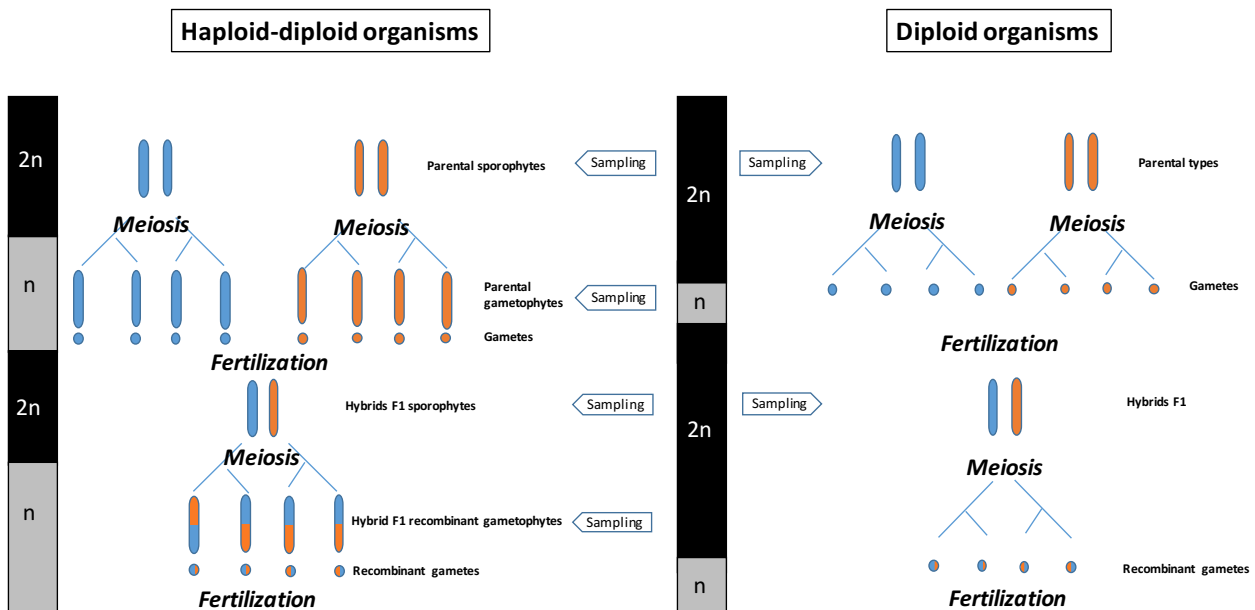 Haploid-diploid organisms
Diploid organisms
2n
Parental sporophytes
Sampling
Meiosis
Meiosis
n
Parental
gametophytes
Sampling
Gametes
Fertilization
2n
Hybrids F1 sporophytes
Sampling
Meiosis
n
Hybrid F1 recombinant gametophytes
Sampling
Recombinant gametes
Fertilization
2n
Sampling
Parental types
Meiosis
Meiosis
n
Gametes
Fertilization
2n
Sampling
Hybrids F1
Meiosis
n
Recombinant gametes